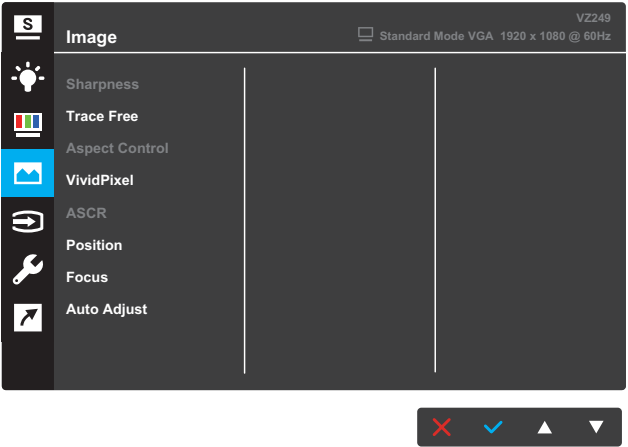 S
VZ249
Image
Standard Mode VGA 1920 x 1080 @ 60Hz
Sharpness
Trace Free
Aspect Control
VividPixel
ASCR
Position
Focus
Auto Adjust